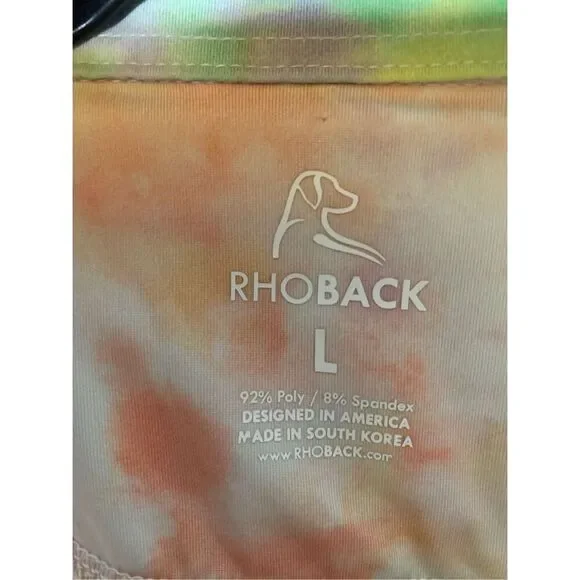 RHOBACK
L
92% Poly / 8% Spandex
DESIGNED IN AMERICA
MADE IN SOUTH KOREA
www.RHOBACK.com